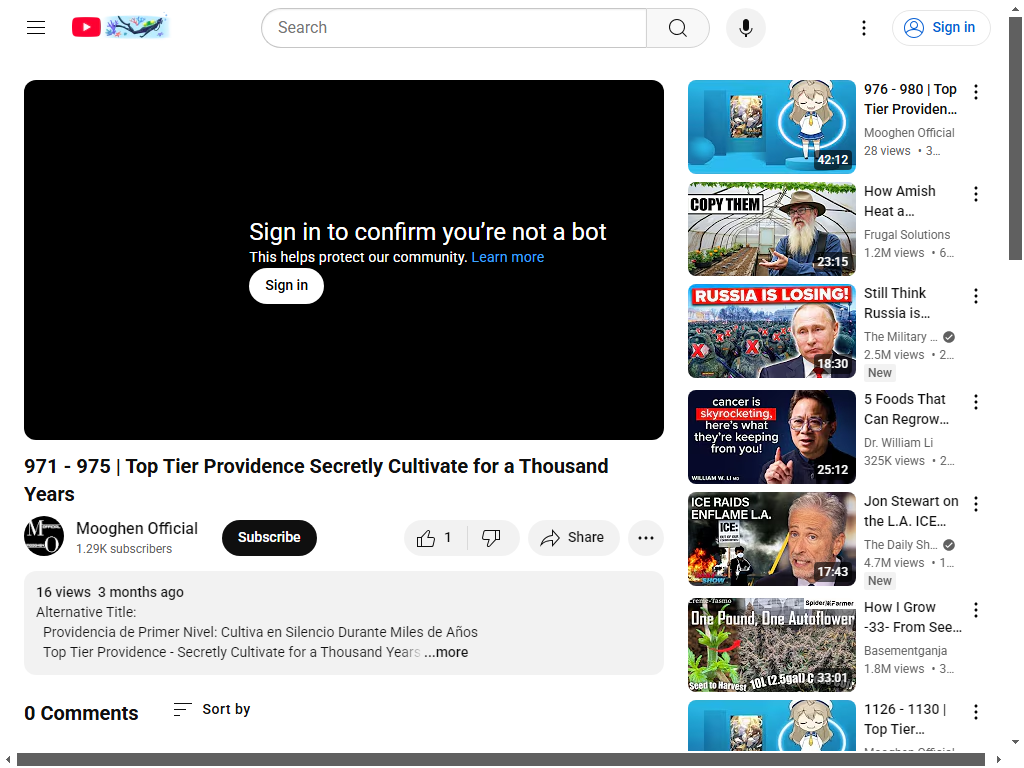 Search
Sign in
Sign in to confirm you’re not a bot
This helps protect our community. Learn more
Sign in
971 - 975 | Top Tier Providence Secretly Cultivate for a Thousand
Years
Mooghen Official
1.29K subscribers
Subscribe
1
Share
16 views 3 months ago
Alternative Title:
Providencia de Primer Nivel: Cultiva en Silencio Durante Miles de Años
Top Tier Providence - Secretly Cultivate for a Thousand Years ...more
0 Comments
Sort by
42:12
976 - 980 | Top
Tier Providen...
Mooghen Official
28 views • 3...
COPY THEM
23:15
How Amish
Heat a...
Frugal Solutions
1.2M views • 6...
RUSSIA IS LOSING!
18:30
Still Think
Russia is...
The Military ...
2.5M views • 2...
New
cancer is
skyrocketing,
here's what
they're keeping
from you!
WILLIAM W. LI MD
25:12
5 Foods That
Can Regrow...
Dr. William Li
325K views • 2...
ICE RAIDS
ENFLAME L.A.
ICE:
17:43
Jon Stewart on
the L.A. ICE...
The Daily Sh...
4.7M views • 1...
New
Creme-Tasmo
Spider Farmer
One Pound, One Autoflower
Seed to Harvest
10L (2.5gal)
33:01
How I Grow
-33- From See...
Basementganja
1.8M views • 3...
1126 - 1130 |
Top Tier...
Mooghen Official